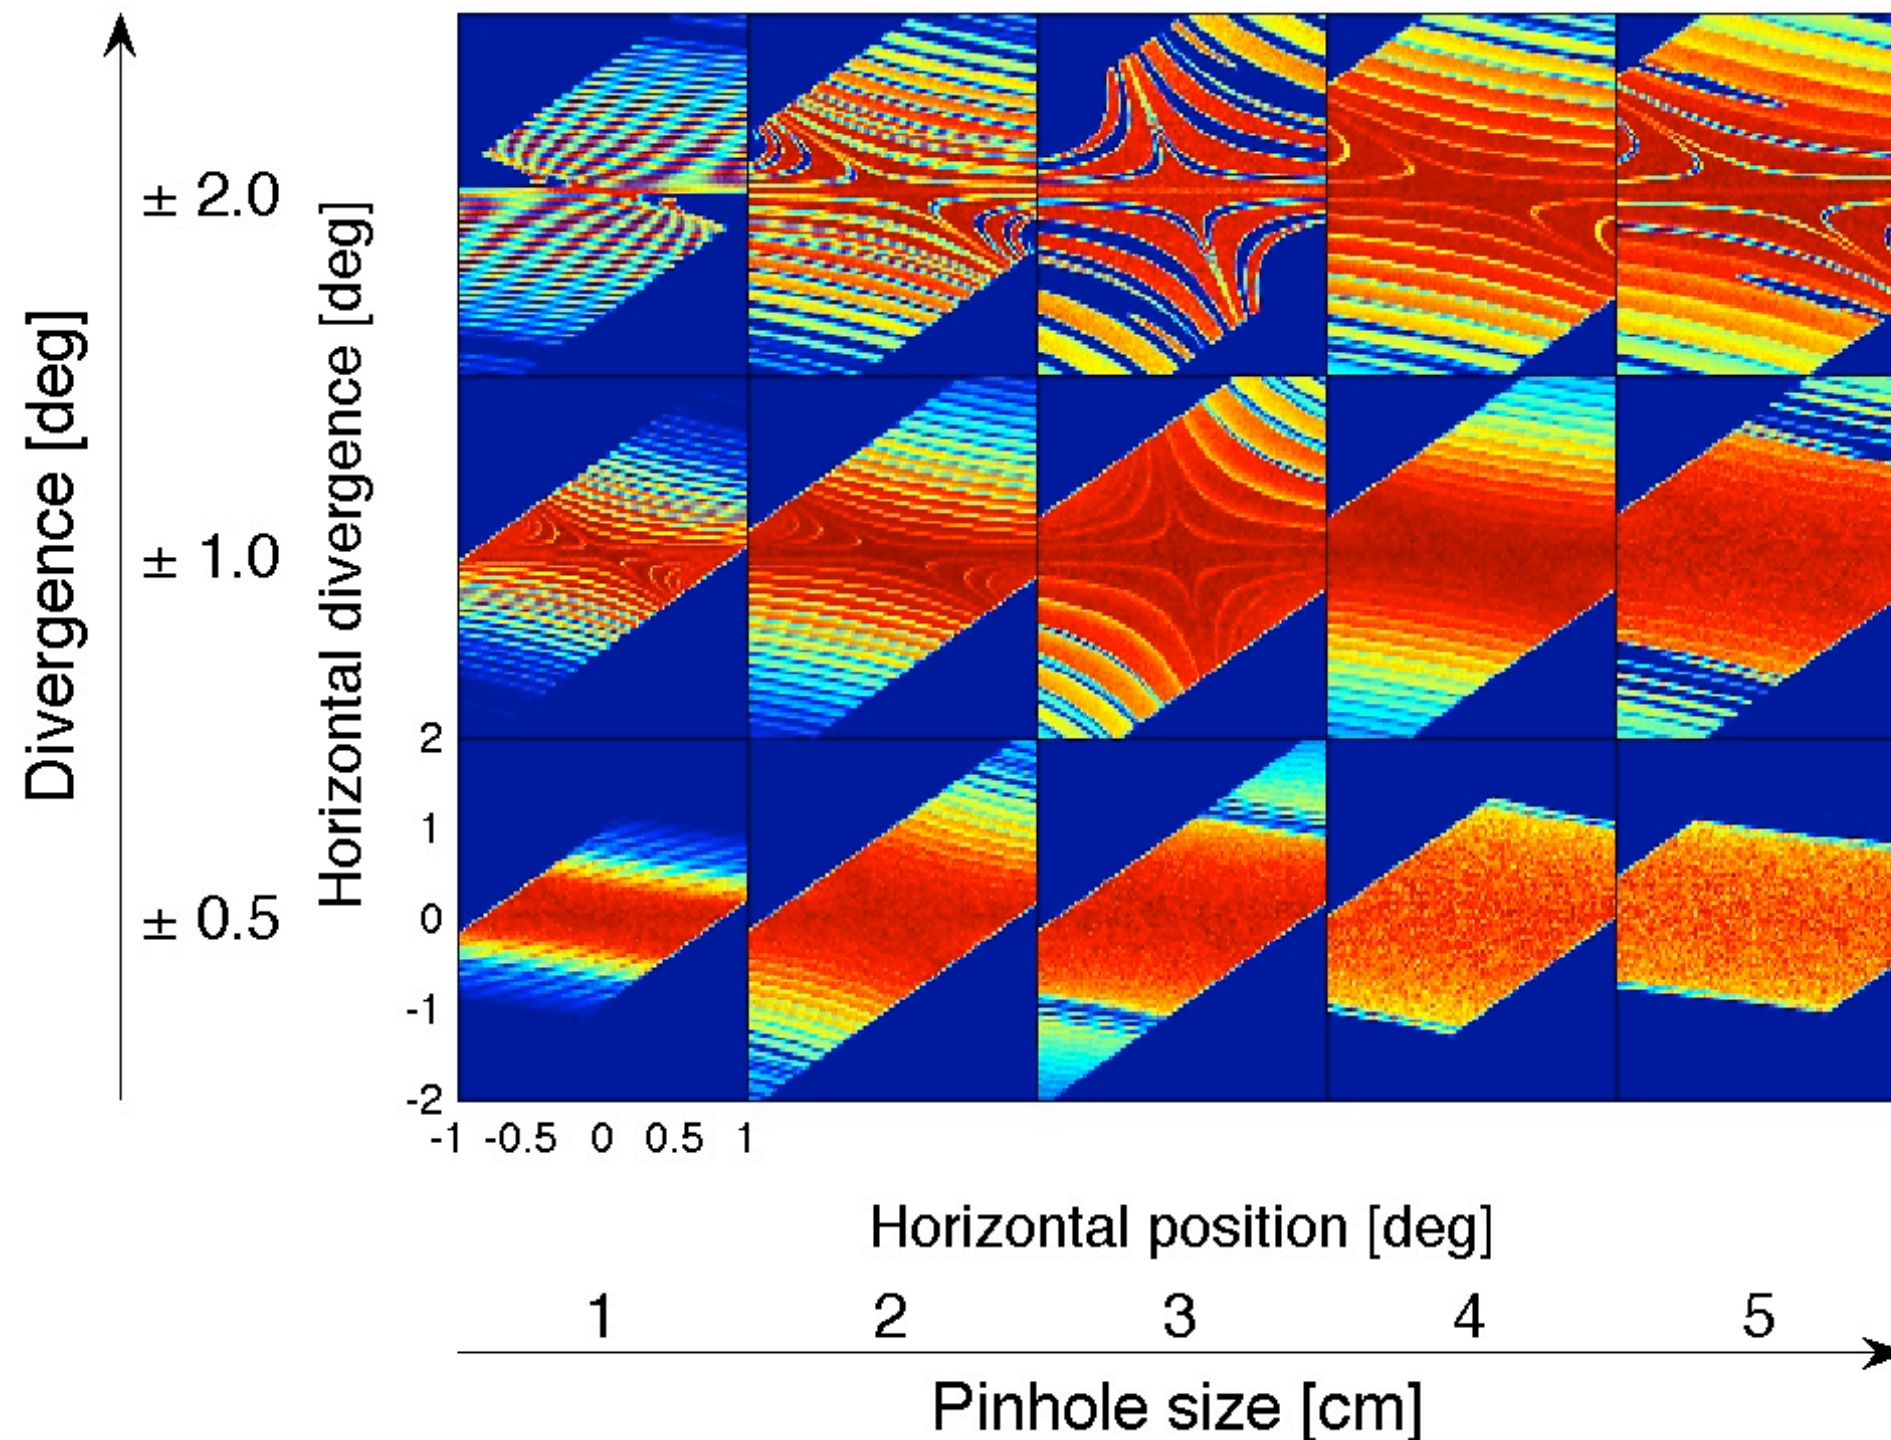 Divergence [deg]
± 2.0
± 1.0
± 0.5
Horizontal divergence [deg]
2
1
0
-1
-2
-1 -0.5 0 0.5 1
Horizontal position [deg]
1 2 3 4 5
Pinhole size [cm]